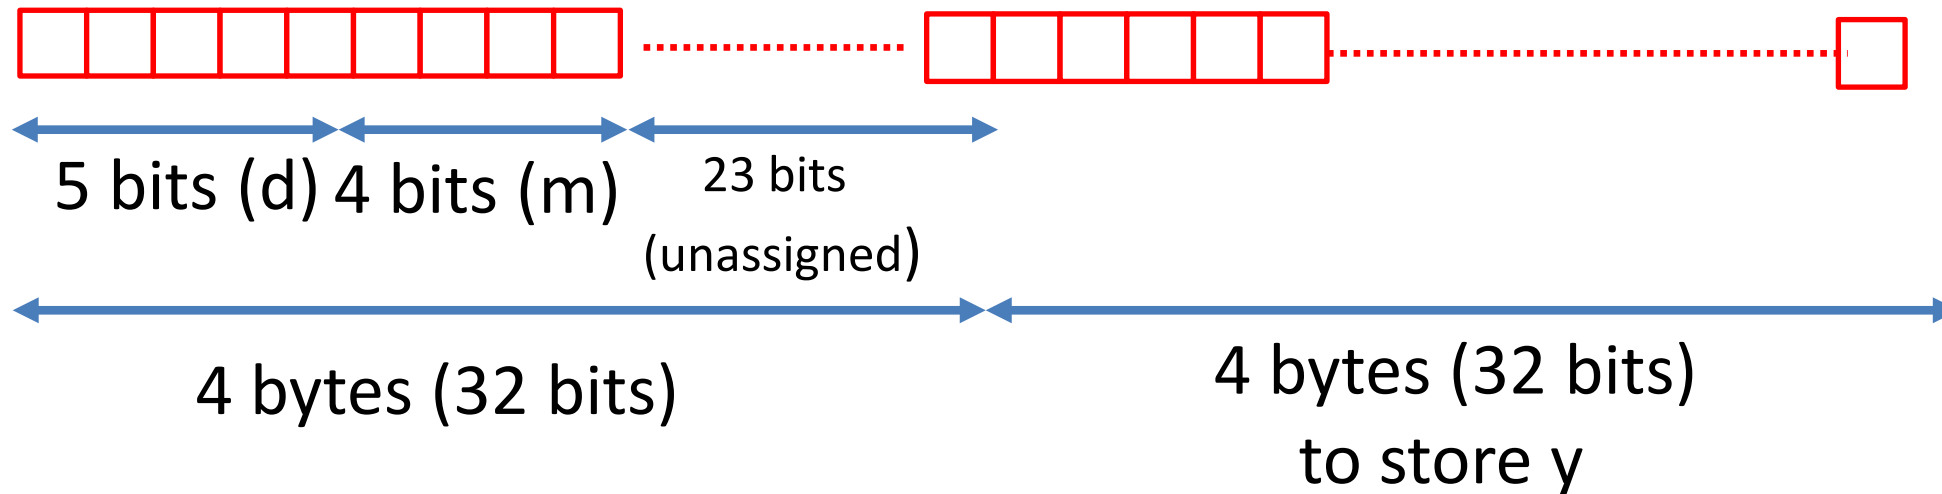 5 bits (d) 4 bits (m) 23 bits
(unassigned)
4 bytes (32 bits)
4 bytes (32 bits)
to store y